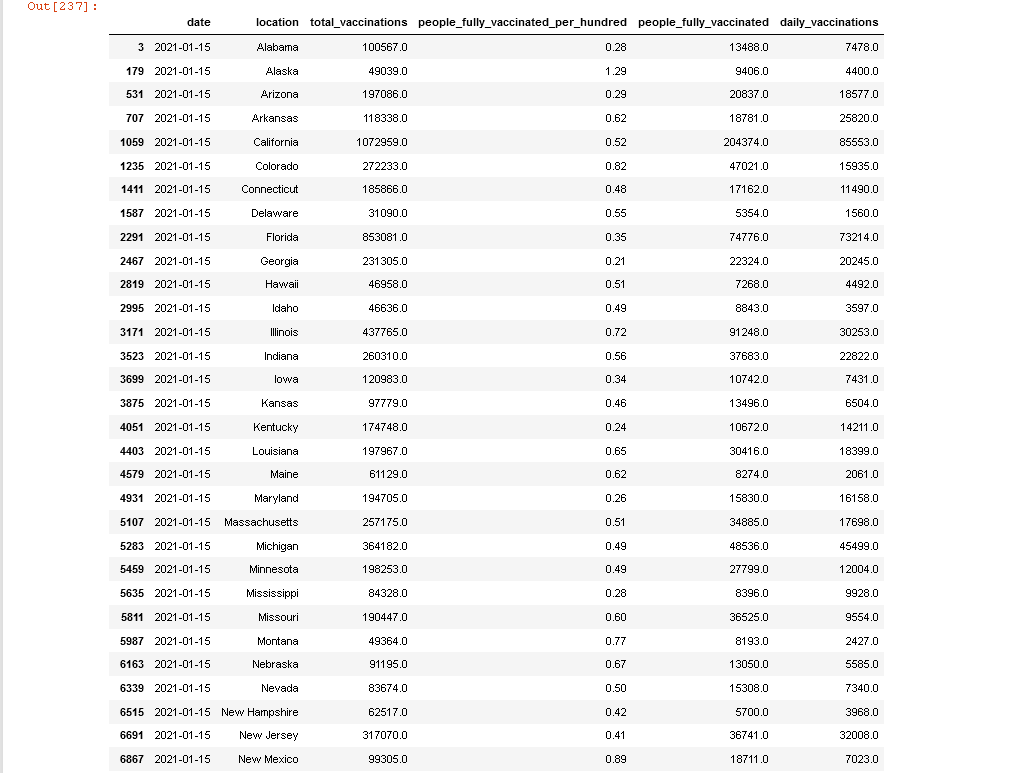 Out[237]:
date location total_vaccinations people_fully_vaccinated_per_hundred people_fully_vaccinated daily_vaccinations
3 2021-01-15 Alabama 100567.0 0.28 13488.0 7478.0
179 2021-01-15 Alaska 49039.0 1.29 9406.0 4400.0
531 2021-01-15 Arizona 197086.0 0.29 20837.0 18577.0
707 2021-01-15 Arkansas 118338.0 0.62 18781.0 25820.0
1059 2021-01-15 California 1072959.0 0.52 204374.0 85553.0
1235 2021-01-15 Colorado 272233.0 0.82 47021.0 15935.0
1411 2021-01-15 Connecticut 185866.0 0.48 17162.0 11490.0
1587 2021-01-15 Delaware 31090.0 0.55 5354.0 1560.0
2291 2021-01-15 Florida 853081.0 0.35 74776.0 73214.0
2467 2021-01-15 Georgia 231305.0 0.21 22324.0 20245.0
2819 2021-01-15 Hawaii 46958.0 0.51 7268.0 4492.0
2995 2021-01-15 Idaho 46636.0 0.49 8843.0 3597.0
3171 2021-01-15 Illinois 437765.0 0.72 91248.0 30253.0
3523 2021-01-15 Indiana 260310.0 0.56 37683.0 22822.0
3699 2021-01-15 Iowa 120983.0 0.34 10742.0 7431.0
3875 2021-01-15 Kansas 97779.0 0.46 13496.0 6504.0
4051 2021-01-15 Kentucky 174748.0 0.24 10672.0 14211.0
4403 2021-01-15 Louisiana 197967.0 0.65 30416.0 18399.0
4579 2021-01-15 Maine 61129.0 0.62 8274.0 2061.0
4931 2021-01-15 Maryland 194705.0 0.26 15830.0 16158.0
5107 2021-01-15 Massachusetts 257175.0 0.51 34885.0 17698.0
5283 2021-01-15 Michigan 364182.0 0.49 48536.0 45499.0
5459 2021-01-15 Minnesota 198253.0 0.49 27799.0 12004.0
5635 2021-01-15 Mississippi 84328.0 0.28 8396.0 9928.0
5811 2021-01-15 Missouri 190447.0 0.60 36525.0 9554.0
5987 2021-01-15 Montana 49364.0 0.77 8193.0 2427.0
6163 2021-01-15 Nebraska 91195.0 0.67 13050.0 5585.0
6339 2021-01-15 Nevada 83674.0 0.50 15308.0 7340.0
6515 2021-01-15 New Hampshire 62517.0 0.42 5700.0 3968.0
6691 2021-01-15 New Jersey 317070.0 0.41 36741.0 32008.0
6867 2021-01-15 New Mexico 99305.0 0.89 18711.0 7023.0